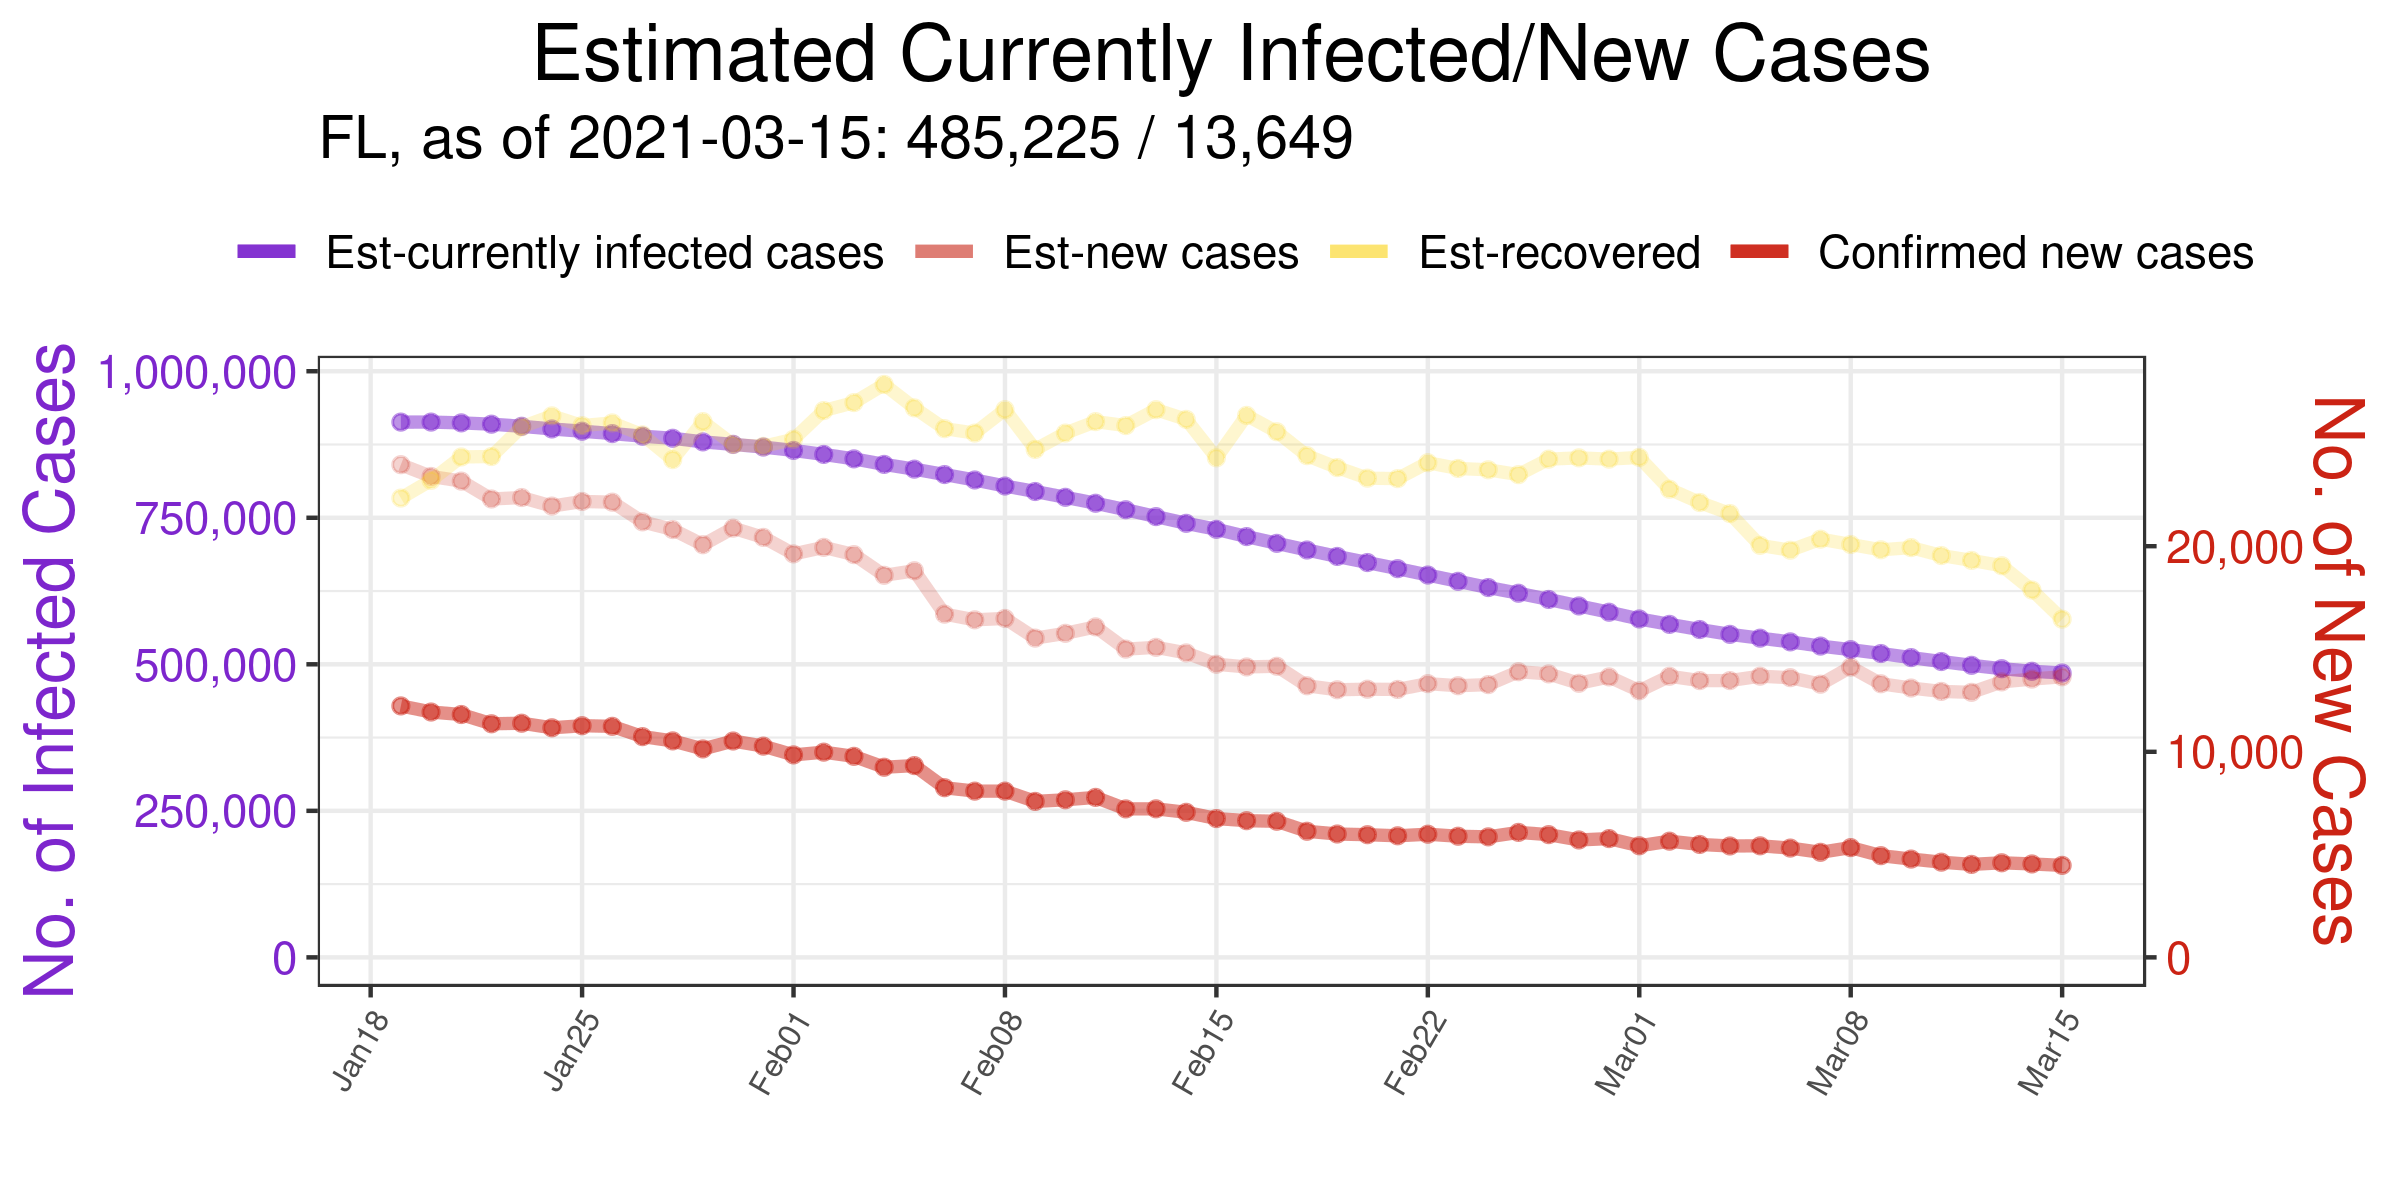 Estimated Currently Infected/New Cases
FL, as of 2021-03-15: 485,225 / 13,649
Est-currently infected cases Est-new cases Est-recovered Confirmed new cases
No. of Infected Cases
1,000,000
750,000
500,000
250,000
0
20,000
10,000
0
No. of New Cases
Jan18 Jan25 Feb01 Feb08 Feb15 Feb22 Mar01 Mar08 Mar15